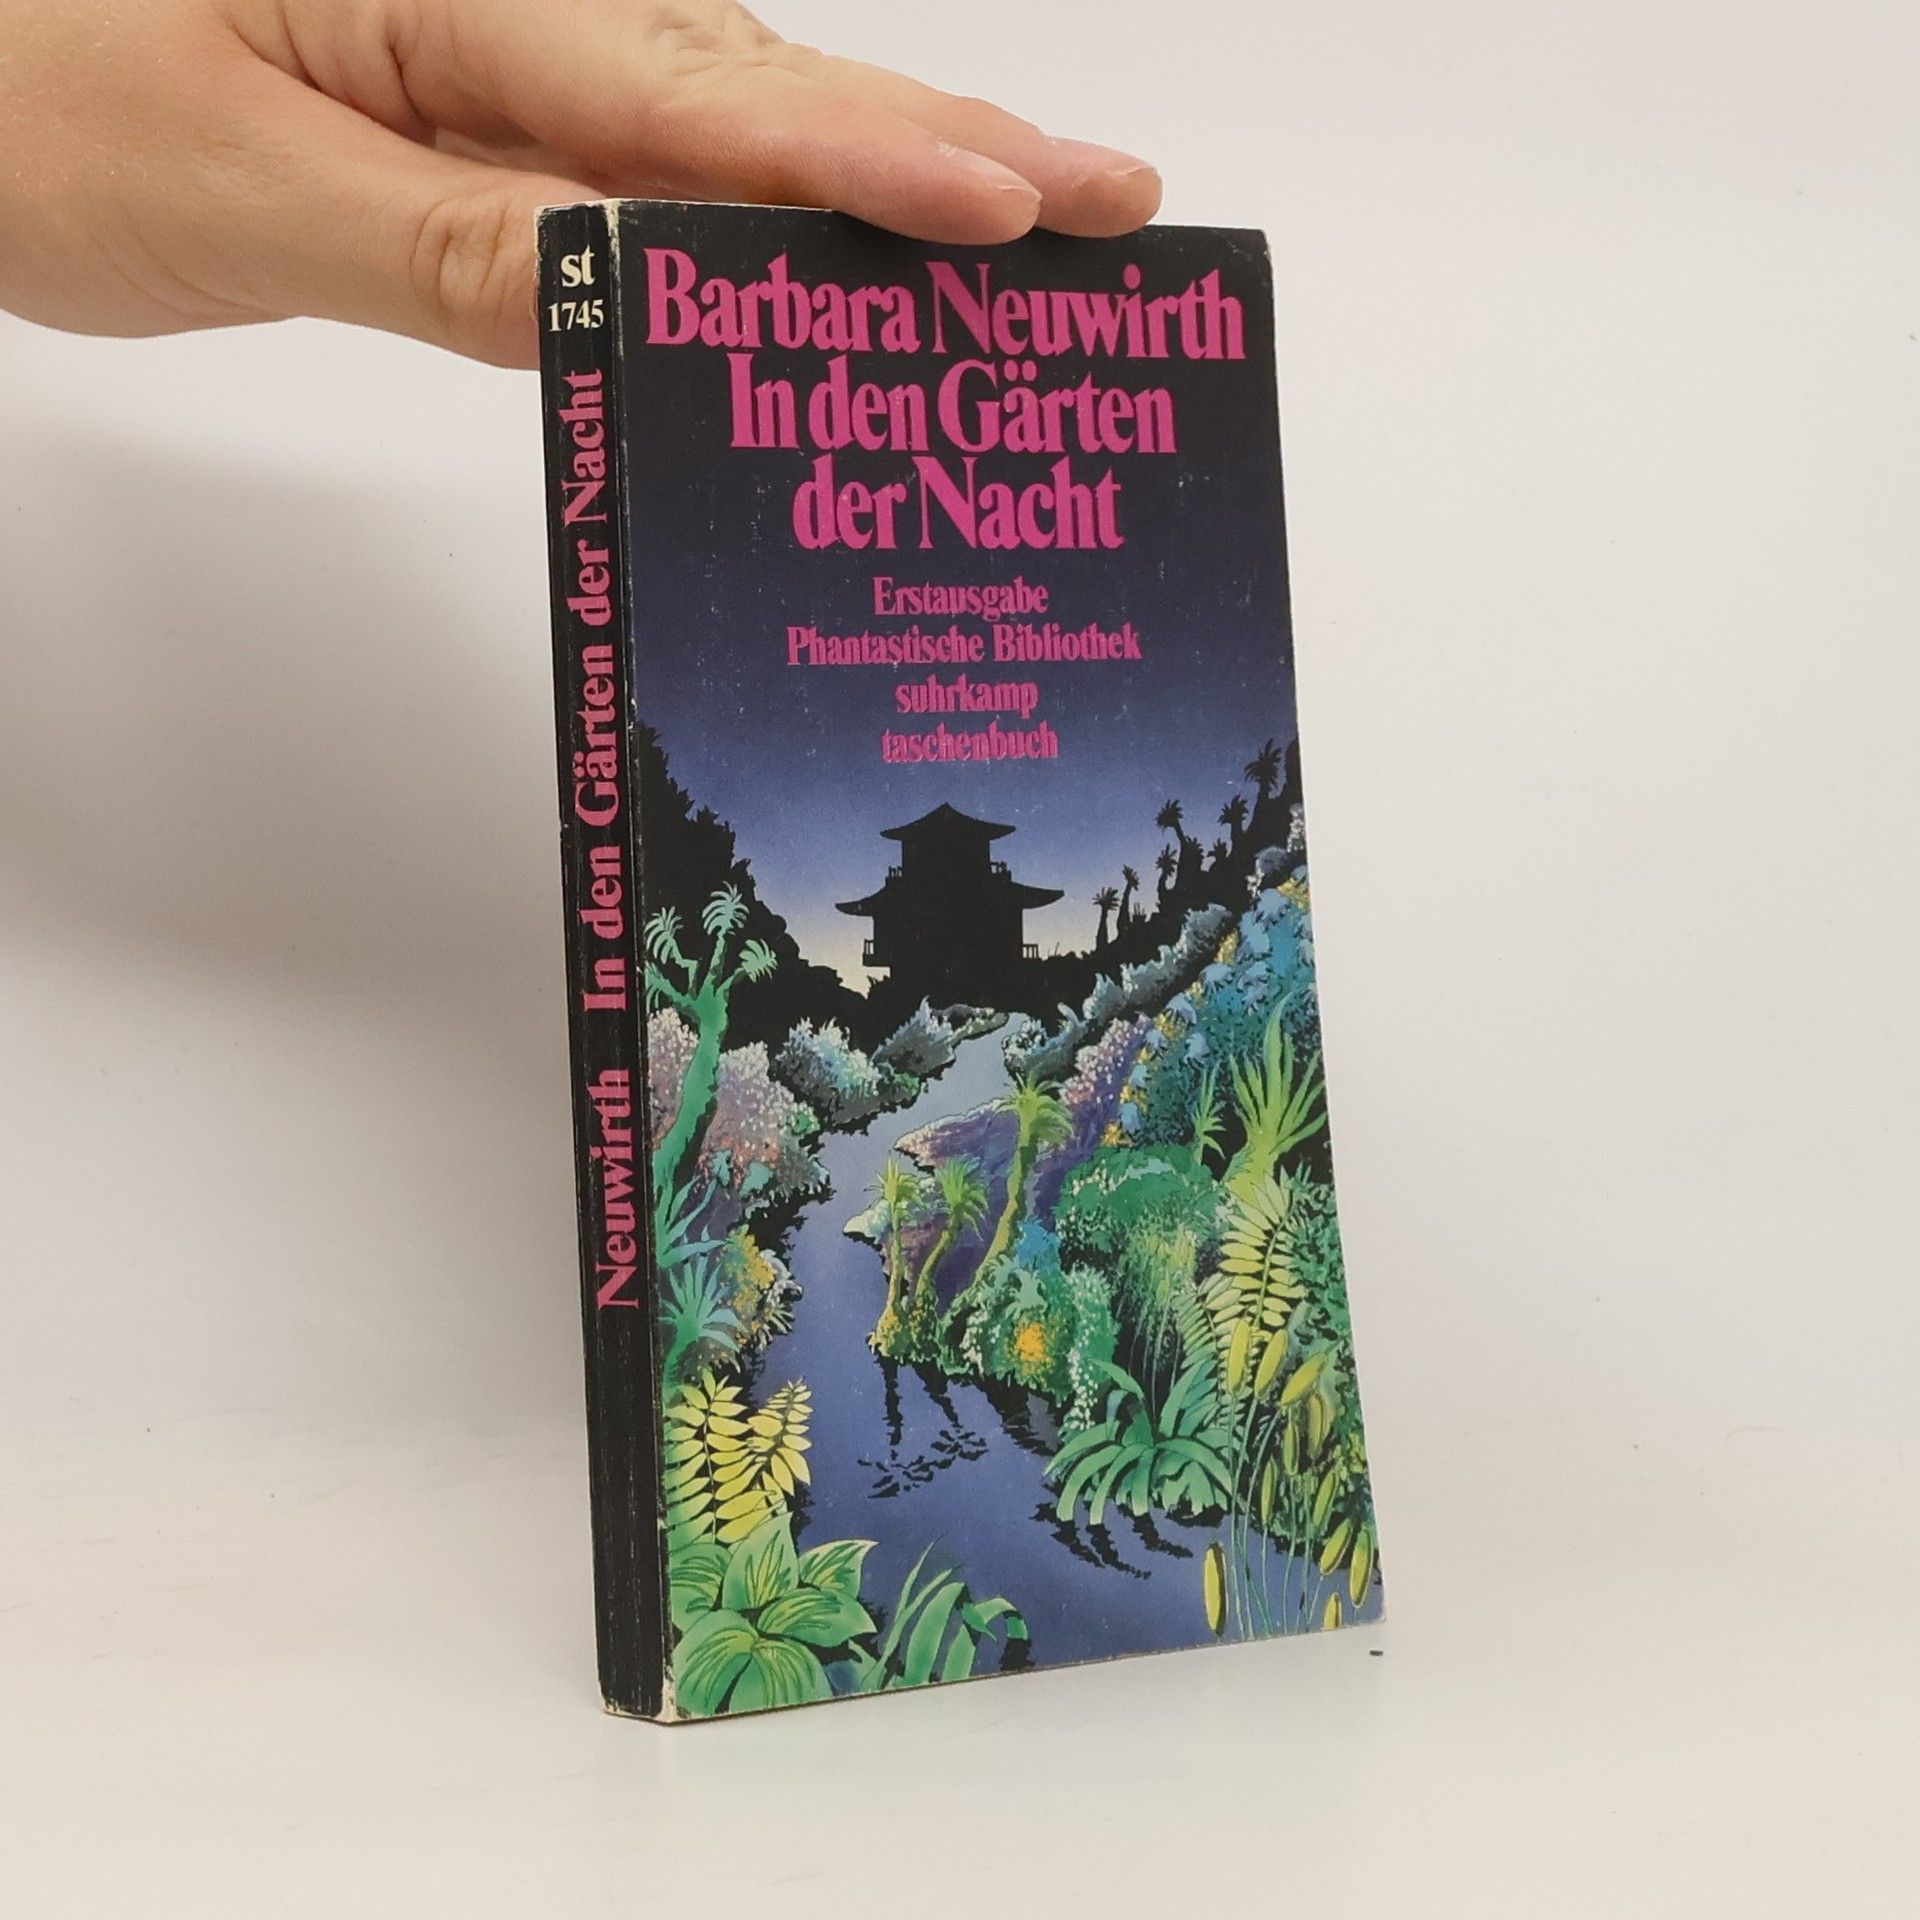 st
1745
Neuwirth In den Gärten der Nacht
Barbara Neuwirth
In den Gärten
der Nacht
Erstausgabe
Phantastische Bibliothek
suhrkamp
taschenbuch